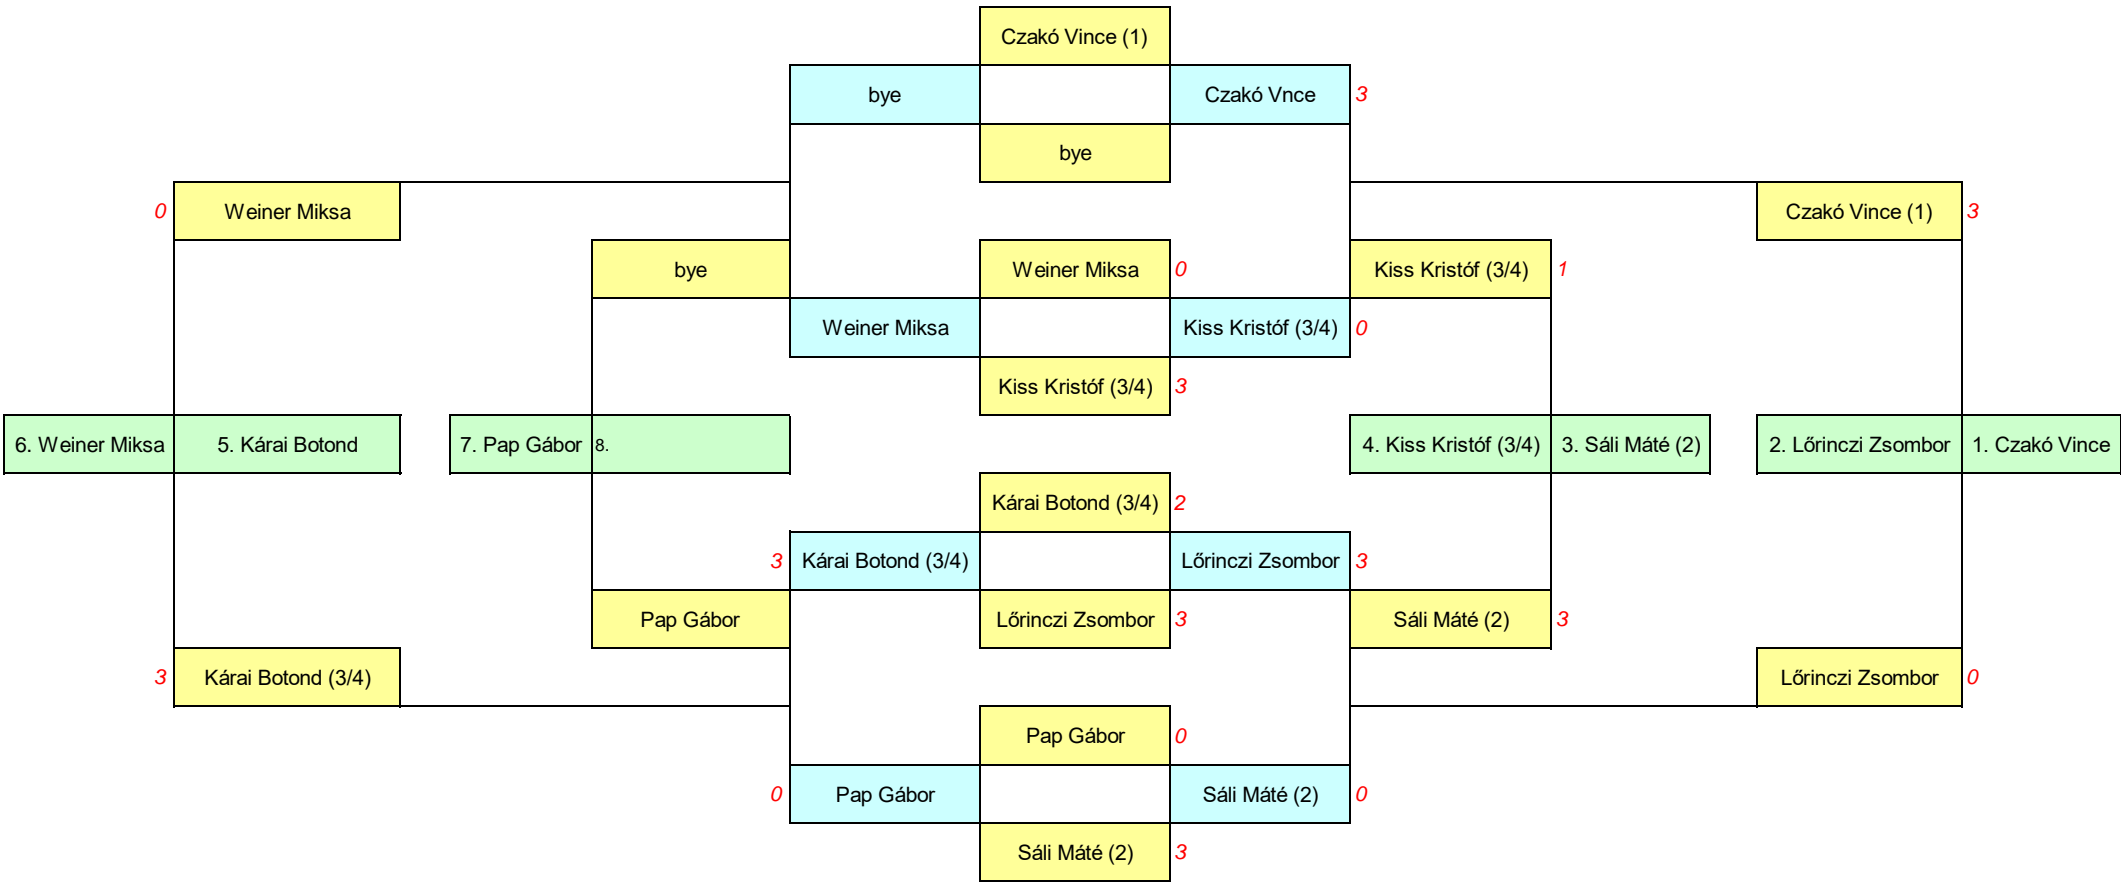 Czakó Vince (1)
bye Czakó Vnce 3
bye
0 Weiner Miksa Czakó Vince (1) 3
bye Weiner Miksa 0 Kiss Kristóf (3/4) 1
Weiner Miksa Kiss Kristóf (3/4) 0
Kiss Kristóf (3/4) 3
6. Weiner Miksa 5. Kárai Botond 7. Pap Gábor 8. 4. Kiss Kristóf (3/4) 3. Sáli Máté (2) 2. Lőrinczi Zsombor 1. Czakó Vince
Kárai Botond (3/4) 2
3 Kárai Botond (3/4) Lőrinczi Zsombor 3
Pap Gábor Lőrinczi Zsombor 3 Sáli Máté (2) 3
3 Kárai Botond (3/4) Lőrinczi Zsombor 0
Pap Gábor 0
0 Pap Gábor Sáli Máté (2) 0
Sáli Máté (2) 3